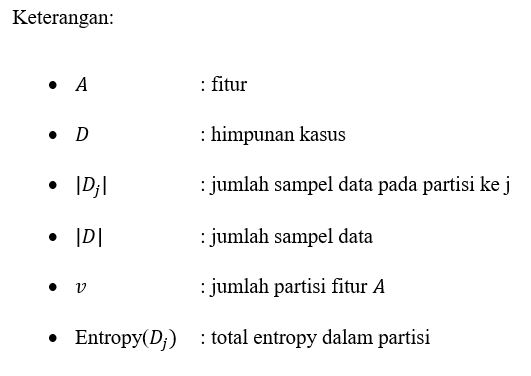 Keterangan:
• A : fitur
• D : himpunan kasus
• |Dⱼ| : jumlah sampel data pada partisi ke j
• |D| : jumlah sampel data
• v : jumlah partisi fitur A
• Entropy(Dⱼ) : total entropy dalam partisi